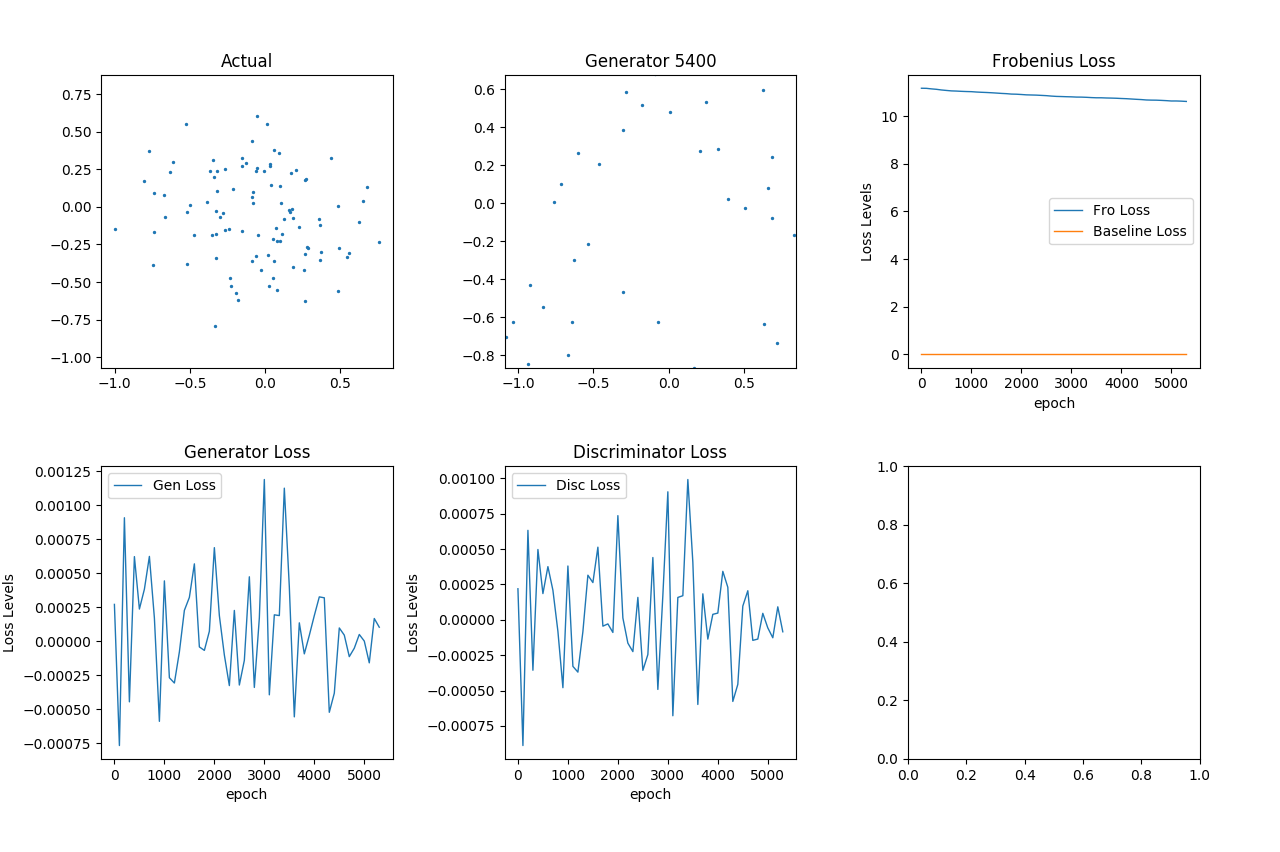 Actual
0.75
0.50
0.25
0.00
−0.25
−0.50
−0.75
−1.00
−1.0 −0.5 0.0 0.5
Generator 5400
0.6
0.4
0.2
0.0
−0.2
−0.4
−0.6
−0.8
−1.0 −0.5 0.0 0.5
Frobenius Loss
Loss Levels
10
8
6
4
2
0
Fro Loss
Baseline Loss
0 1000 2000 3000 4000 5000
epoch
Generator Loss
Loss Levels
0.00125
0.00100
0.00075
0.00050
0.00025
0.00000
−0.00025
−0.00050
−0.00075
Gen Loss
0 1000 2000 3000 4000 5000
epoch
Discriminator Loss
Loss Levels
0.00100
0.00075
0.00050
0.00025
0.00000
−0.00025
−0.00050
−0.00075
Disc Loss
0 1000 2000 3000 4000 5000
epoch
1.0
0.8
0.6
0.4
0.2
0.0
0.0 0.2 0.4 0.6 0.8 1.0